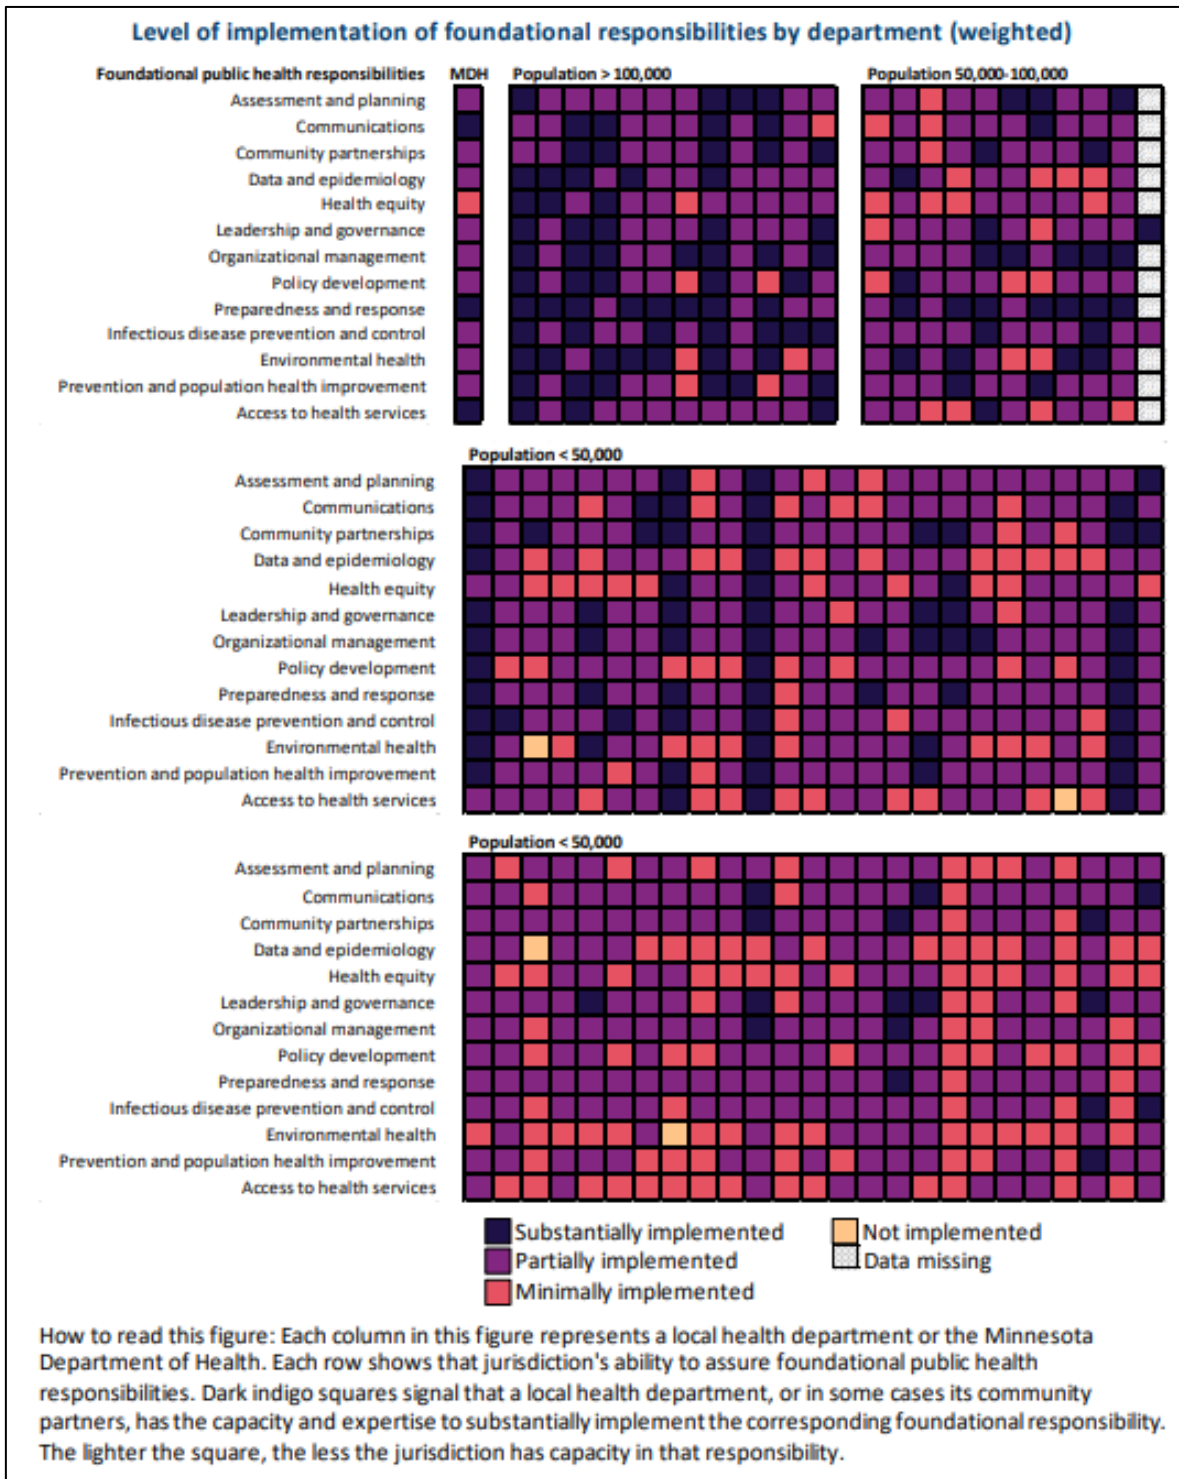 Level of implementation of foundational responsibilities by department (weighted)
Foundational public health responsibilities MDH Population > 100,000 Population 50,000-100,000
Assessment and planning
Communications
Community partnerships
Data and epidemiology
Health equity
Leadership and governance
Organizational management
Policy development
Preparedness and response
Infectious disease prevention and control
Environmental health
Prevention and population health improvement
Access to health services
Population < 50,000
Assessment and planning
Communications
Community partnerships
Data and epidemiology
Health equity
Leadership and governance
Organizational management
Policy development
Preparedness and response
Infectious disease prevention and control
Environmental health
Prevention and population health improvement
Access to health services
Population < 50,000
Assessment and planning
Communications
Community partnerships
Data and epidemiology
Health equity
Leadership and governance
Organizational management
Policy development
Preparedness and response
Infectious disease prevention and control
Environmental health
Prevention and population health improvement
Access to health services
Substantially implemented
Partially implemented
Minimally implemented
Not implemented
Data missing
How to read this figure: Each column in this figure represents a local health department or the Minnesota
Department of Health. Each row shows that jurisdiction's ability to assure foundational public health
responsibilities. Dark indigo squares signal that a local health department, or in some cases its community
partners, has the capacity and expertise to substantially implement the corresponding foundational responsibility.
The lighter the square, the less the jurisdiction has capacity in that responsibility.